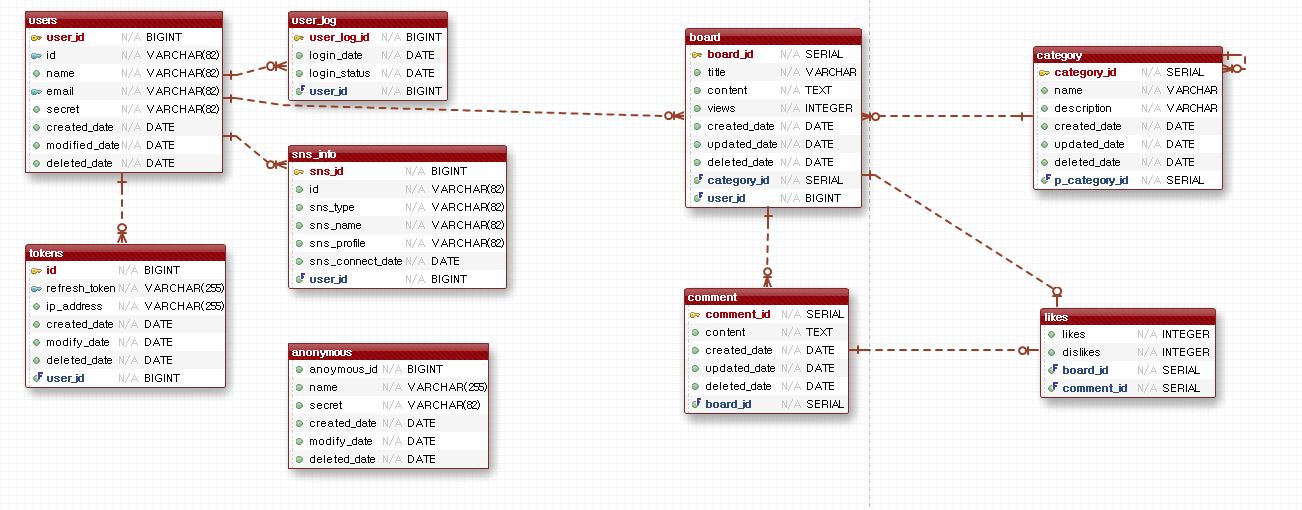 users
user_id N/A BIGINT
id N/A VARCHAR(82)
name N/A VARCHAR(82)
email N/A VARCHAR(82)
secret N/A VARCHAR(82)
created_date N/A DATE
modified_date N/A DATE
deleted_date N/A DATE
user_log
user_log_id N/A BIGINT
login_date N/A DATE
login_status N/A DATE
user_id N/A BIGINT
sns_info
sns_id N/A BIGINT
id N/A VARCHAR(82)
sns_type N/A VARCHAR(82)
sns_name N/A VARCHAR(82)
sns_profile N/A VARCHAR(82)
sns_connect_date N/A DATE
user_id N/A BIGINT
tokens
id N/A BIGINT
refresh_token N/A VARCHAR(255)
ip_address N/A VARCHAR(255)
created_date N/A DATE
modify_date N/A DATE
deleted_date N/A DATE
user_id N/A BIGINT
anonymous
anoymous_id N/A BIGINT
name N/A VARCHAR(255)
secret N/A VARCHAR(82)
created_date N/A DATE
modify_date N/A DATE
deleted_date N/A DATE
board
board_id N/A SERIAL
title N/A VARCHAR
content N/A TEXT
views N/A INTEGER
created_date N/A DATE
updated_date N/A DATE
deleted_date N/A DATE
category_id N/A SERIAL
user_id N/A BIGINT
category
category_id N/A SERIAL
name N/A VARCHAR
description N/A VARCHAR
created_date N/A DATE
updated_date N/A DATE
deleted_date N/A DATE
p_category_id N/A SERIAL
comment
comment_id N/A SERIAL
content N/A TEXT
created_date N/A DATE
updated_date N/A DATE
deleted_date N/A DATE
board_id N/A SERIAL
likes
likes N/A INTEGER
dislikes N/A INTEGER
board_id N/A SERIAL
comment_id N/A SERIAL